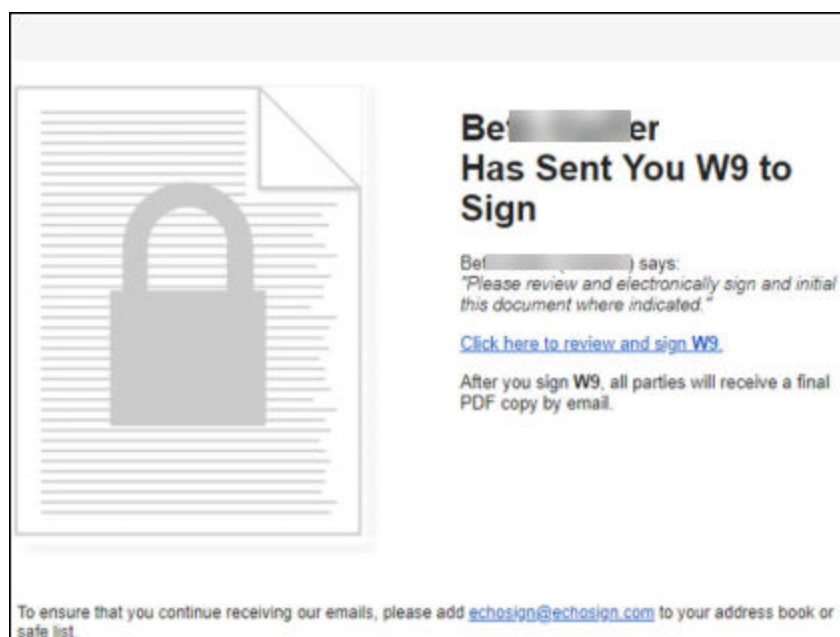 Has Sent You W9 to
Sign
says:
"Please review and electronically sign and initial
this document where indicated."
Click here to review and sign W9.
After you sign W9, all parties will receive a final
PDF copy by email.
To ensure that you continue receiving our emails, please add echosign@echosign.com to your address book or
safe list.